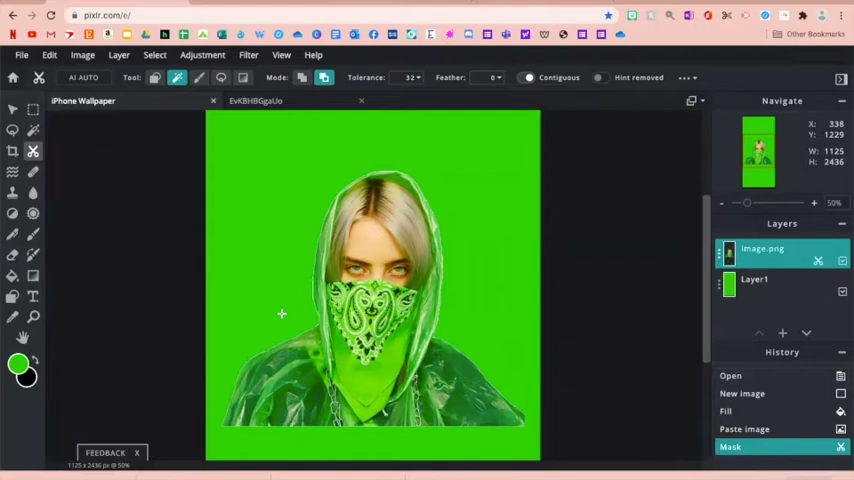 pixlr.com/e/
Other Bookmarks
File Edit Image Layer Select Adjustment Filter View Help
AI AUTO Tool: Mode: Tolerance: 32 Feather: 0 Contiguous Hint removed
iPhone Wallpaper x EvKBHBGgaUo x
Navigate
X: 338
Y: 1229
W: 1125
H: 2436
50%
Layers
image.png
Layer1
History
Open
New image
Fill
Paste image
Mask
FEEDBACK X
1125 x 2436 px @ 50%